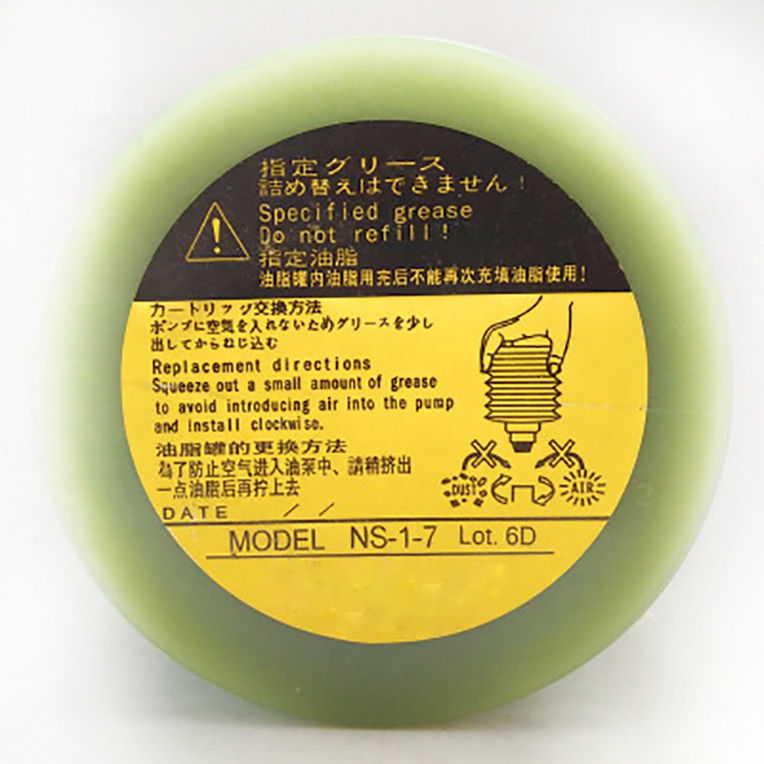 指定グリース
詰め替えはできません!
Specified grease
Do not refill!
指定油脂
油脂罐内油脂用完后不能再次充填油脂使用!
カートリッジ交換方法
ポンプに空気を入れないためグリースを少し
出してからねじ込む
Replacement directions
Squeeze out a small amount of grease
to avoid introducing air into the pump
and install clockwise.
油脂罐的更换方法
為了防止空气进入油泵中、請稍挤出
一点油脂后再拧上去
DUST AIR
DATE / /
MODEL NS-1-7 Lot. 6D